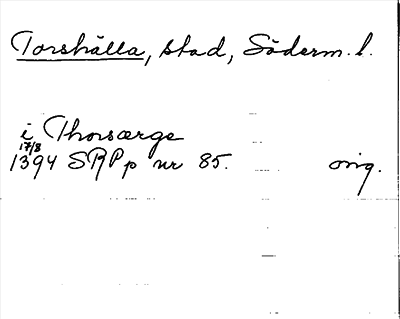 Torshälla, stad, Söderm. l.
i Thorsærge
17/8
1394 SRPp nr 85. orig.